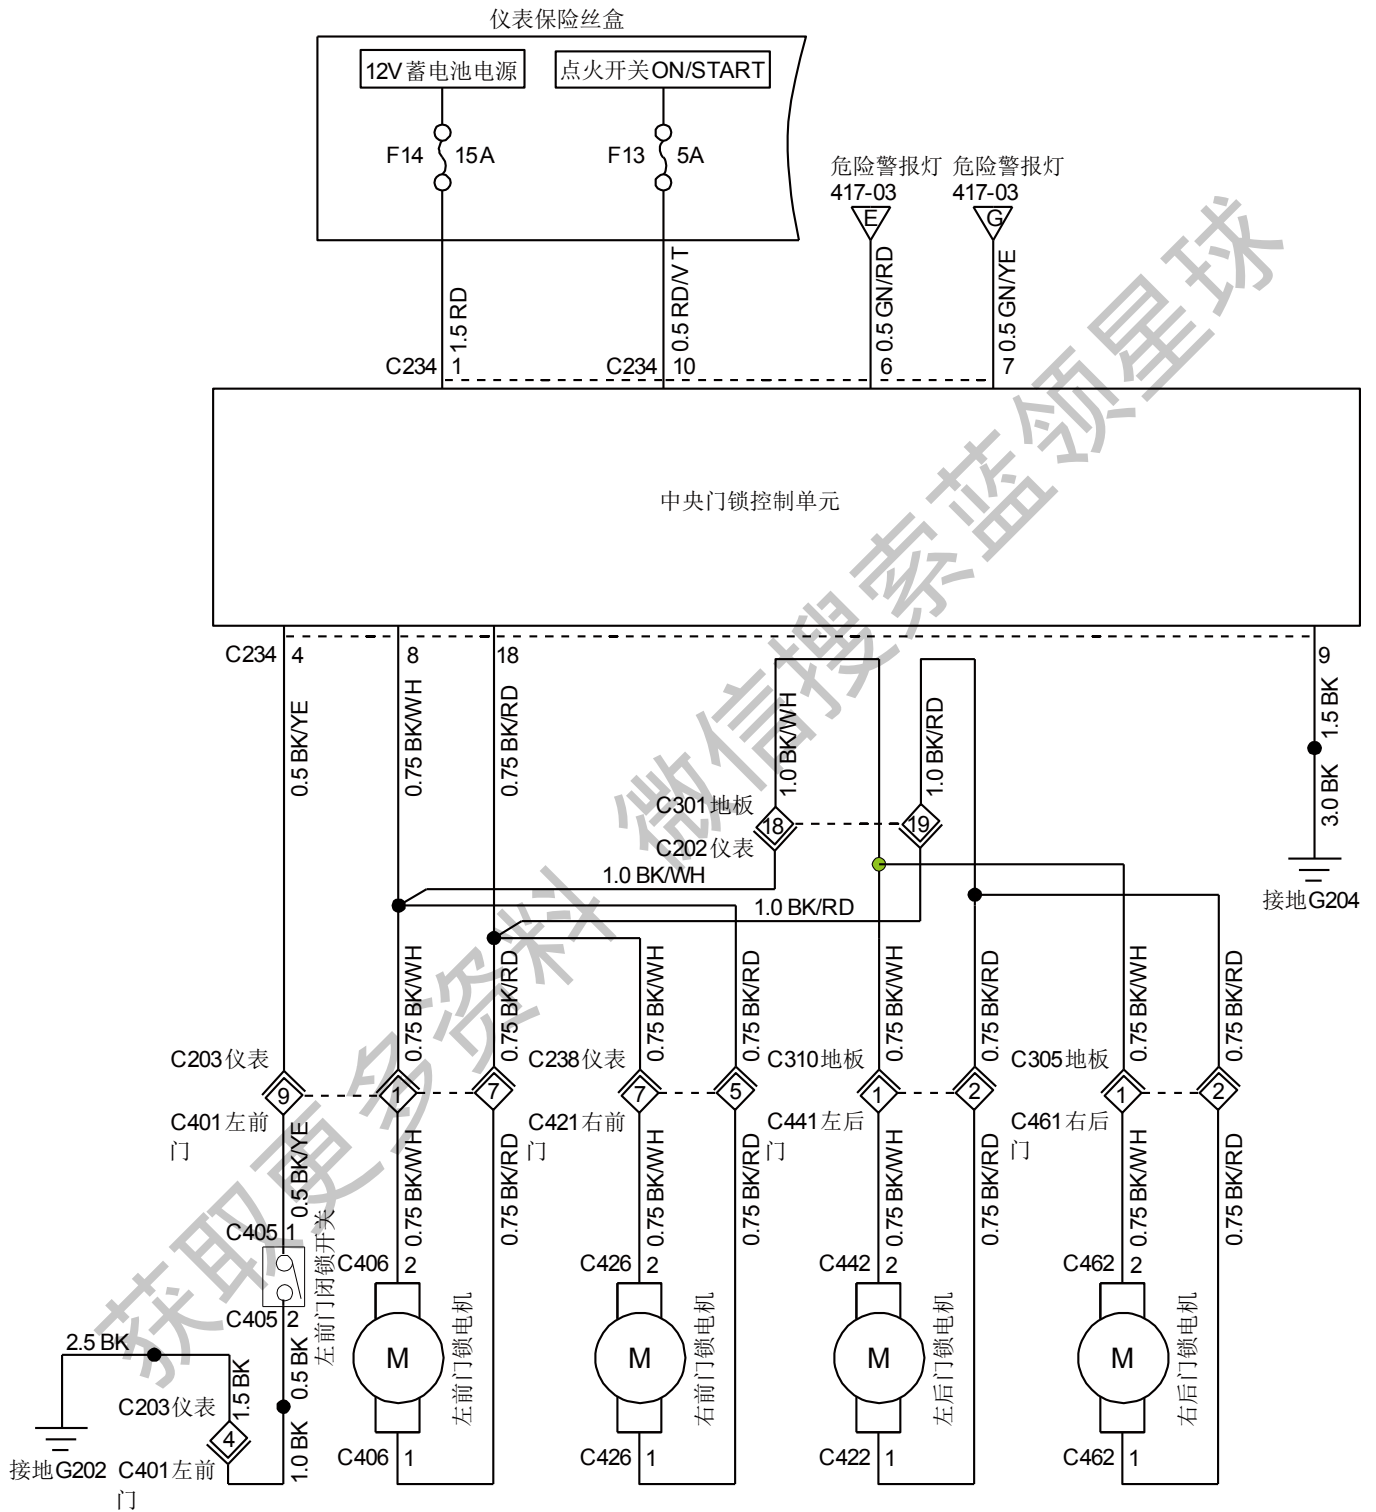 仪表保险丝盒
12V蓄电池电源
点火开关ON/START
F14 15A
F13 5A
危险警报灯 危险警报灯
417-03 417-03
E G
1.5 RD
0.5 RD/VT
0.5 GN/RD
0.5 GN/YE
C234 1
C234 10
6
7
中央门锁控制单元
C234 4
8
18
9
0.5 BK/YE
0.75 BK/WH
0.75 BK/RD
1.0 BK/WH
1.0 BK/RD
1.5 BK
3.0 BK
C301地板
18 19
C202仪表
1.0 BK/WH
1.0 BK/RD
接地G204
0.75 BK/WH
0.75 BK/RD
0.75 BK/WH
0.75 BK/RD
0.75 BK/WH
0.75 BK/RD
0.75 BK/WH
0.75 BK/RD
C203仪表
C238仪表
C310地板
C305地板
9 1 7 7 5 1 2 1 2
C401左前门
C421右前门
C441左后门
C461右后门
0.5 BK/YE
0.75 BK/WH
0.75 BK/RD
0.75 BK/WH
0.75 BK/RD
0.75 BK/WH
0.75 BK/RD
0.75 BK/WH
0.75 BK/RD
C405 1
C405 2
左前门闭锁开关
C406 2
C426 2
C442 2
C462 2
M M M M
左前门锁电机
右前门锁电机
左后门锁电机
右后门锁电机
C406 1
C426 1
C422 1
C462 1
2.5 BK
1.5 BK
0.5 BK
1.0 BK
C203仪表
4
接地G202
C401左前门
获取更多资料 微信搜索蓝领星球